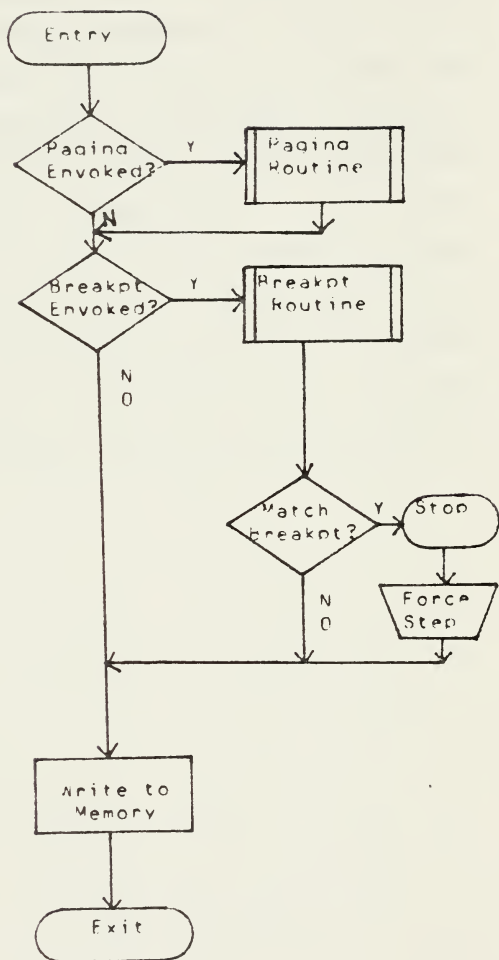 Entry
Paging
Envoked?
Y
Paging
Routine
N
Breakpt
Envoked?
Y
Breakpt
Routine
N
O
Match
Breakpt?
Y
Stop
N
O
Force
Step
Write to
Memory
Exit